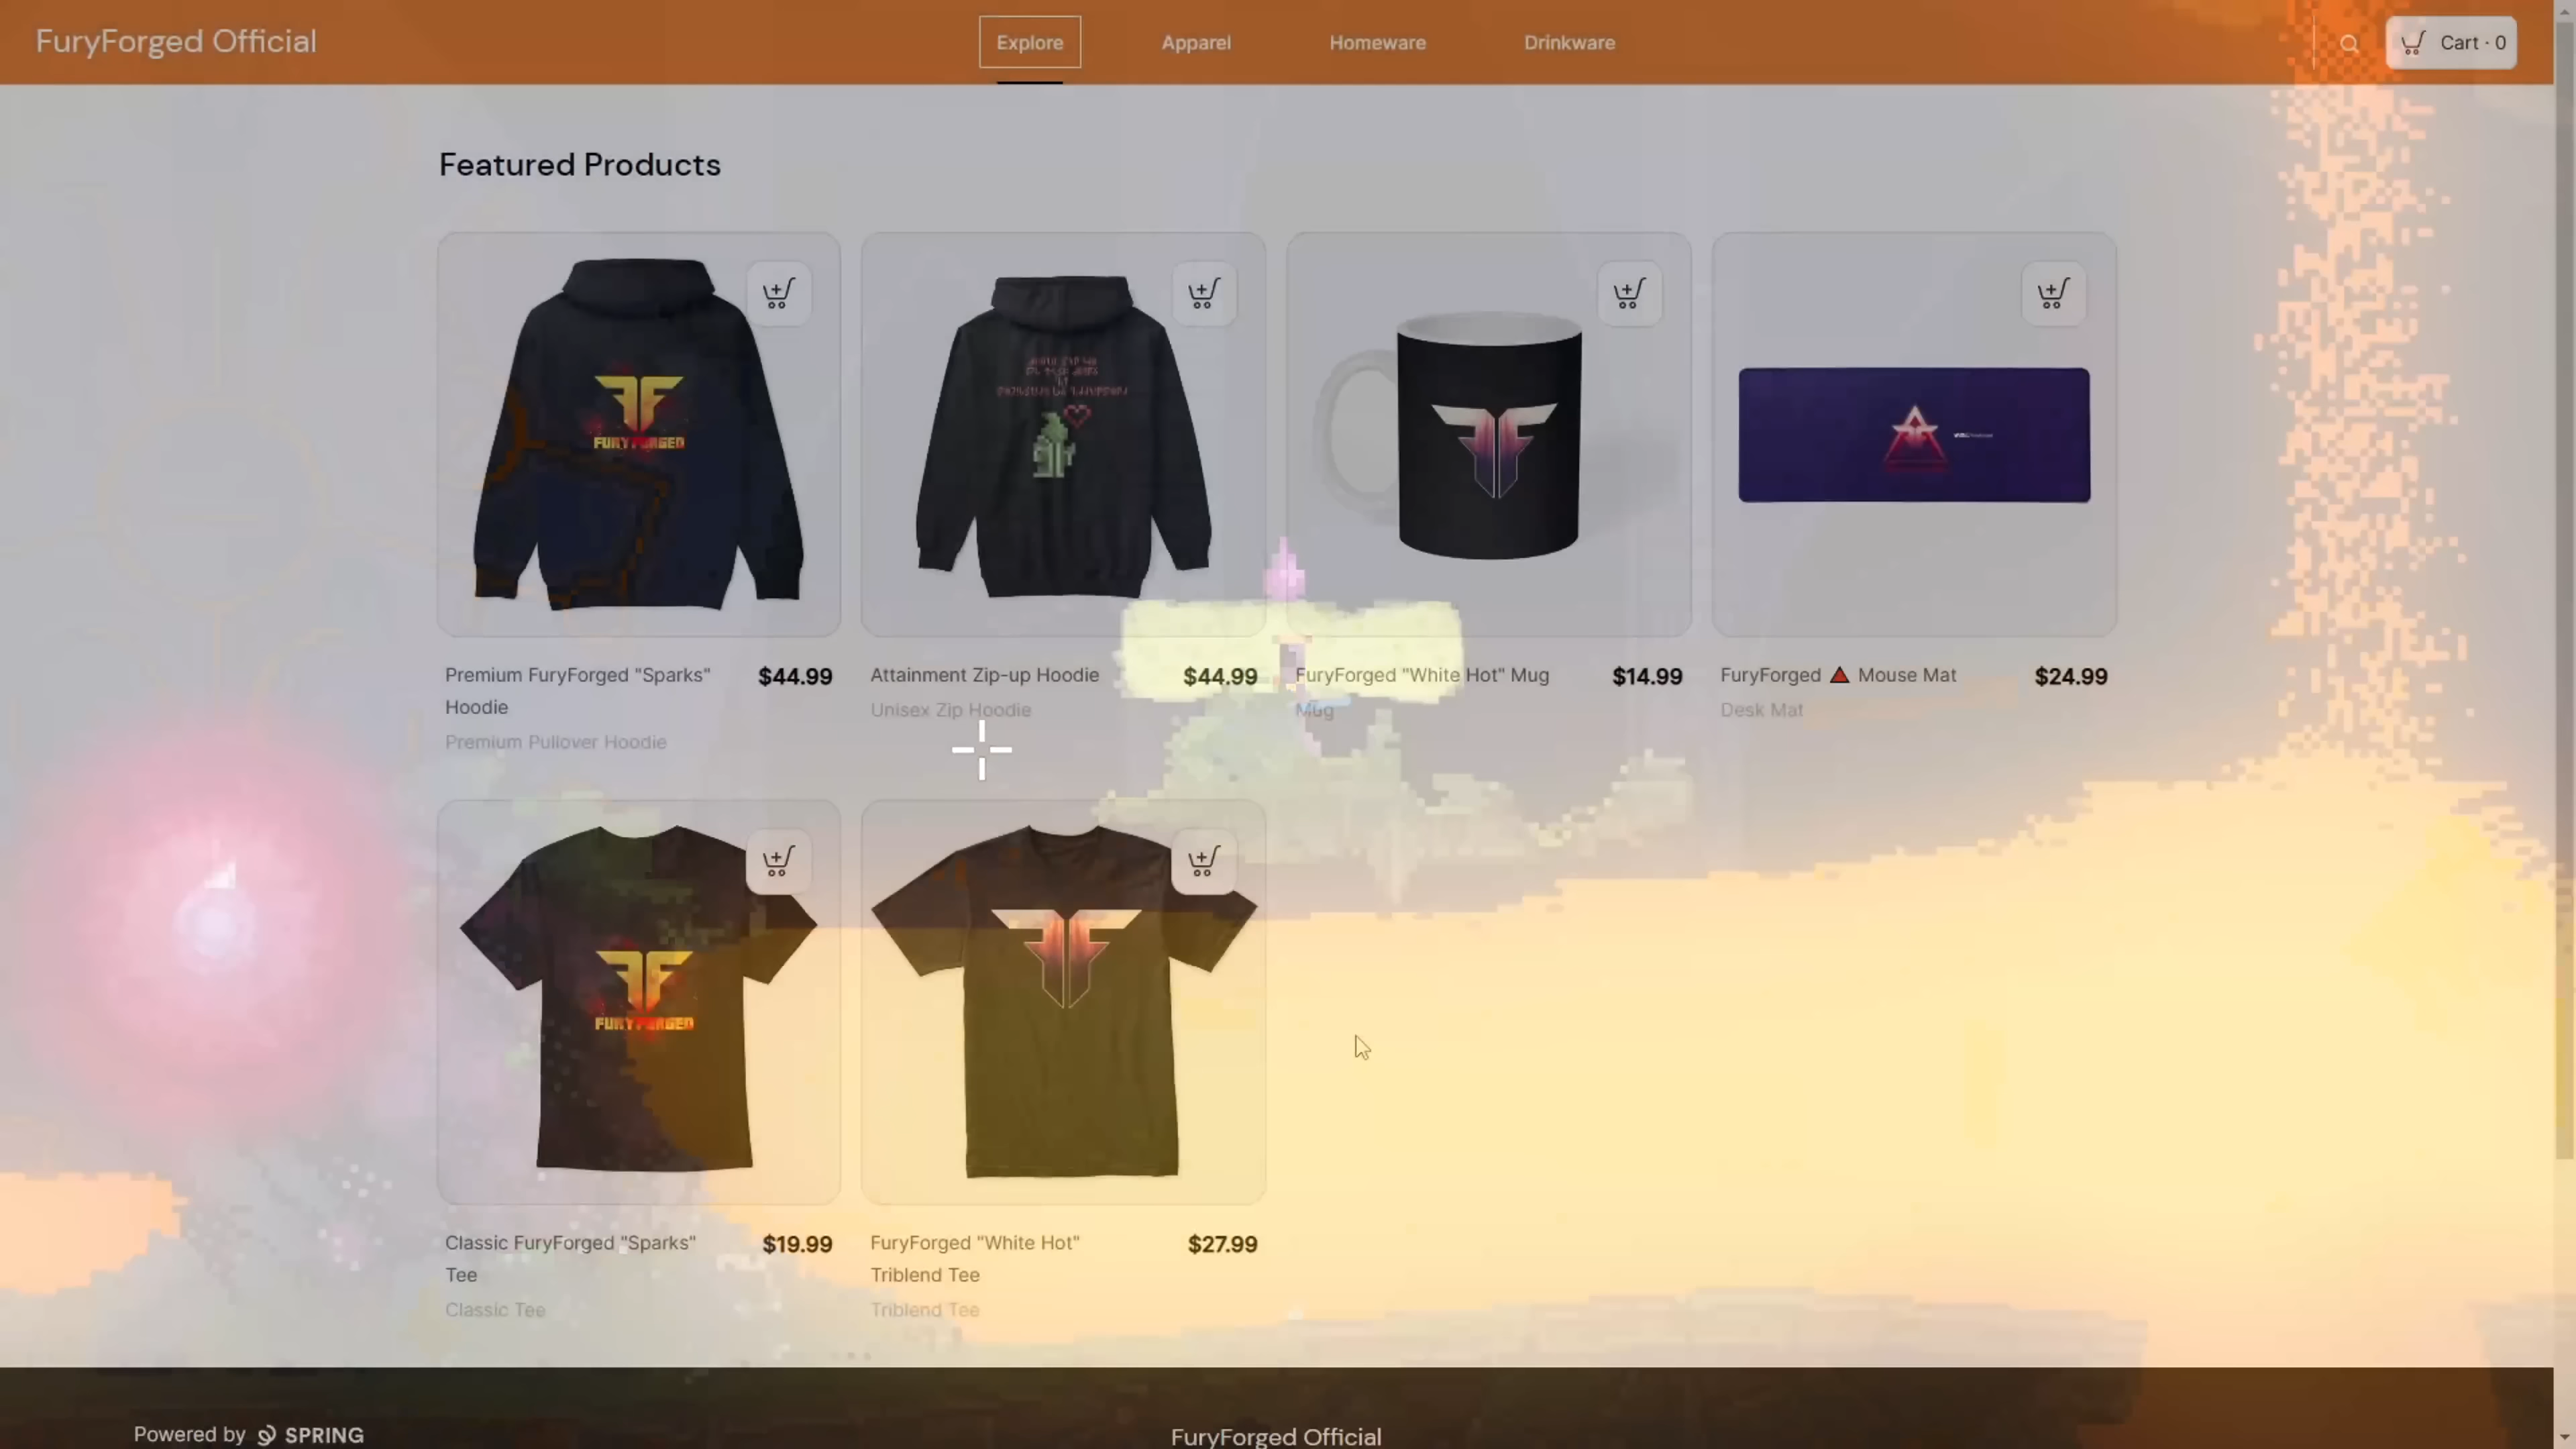 FuryForged Official
Explore
Apparel
Homeware
Drinkware
Cart · 0
Featured Products
FURYFORGED
Premium FuryForged "Sparks"
Hoodie
$44.99
Premium Pullover Hoodie
Attainment Zip-up Hoodie
$44.99
Unisex Zip Hoodie
FuryForged "White Hot" Mug
$14.99
Mug
FuryForged 🔺 Mouse Mat
$24.99
Desk Mat
FURYFORGED
Classic FuryForged "Sparks"
Tee
$19.99
Classic Tee
FuryForged "White Hot"
Triblend Tee
$27.99
Triblend Tee
Powered by SPRING
FuryForged Official